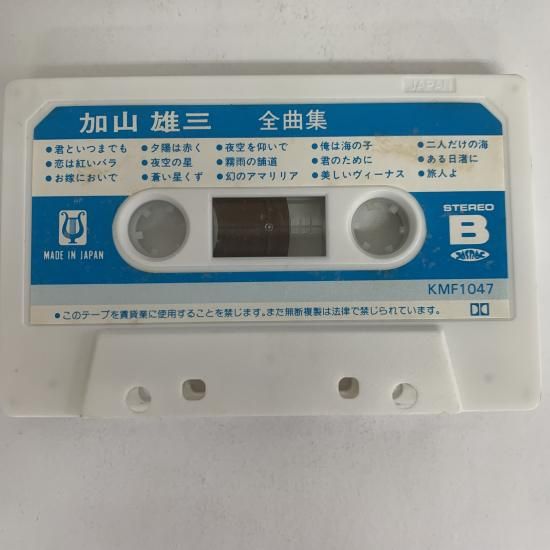 JAPAN
加山 雄三 全曲集
●君といつまでも ●夕陽は赤く ●夜空を仰いで ●俺は海の子 ●二人だけの海
●恋は紅いバラ ●夜空の星 ●霧雨の舗道 ●君のために ●ある日渚に
●お嫁においで ●蒼い星くず ●幻のアマリリア ●美しいヴィーナス ●旅人よ
STEREO
B
JASRAC
MADE IN JAPAN
KMF1047
●このテープを賃貸業に使用することを禁じます。また無断複製は法律で禁じられています。